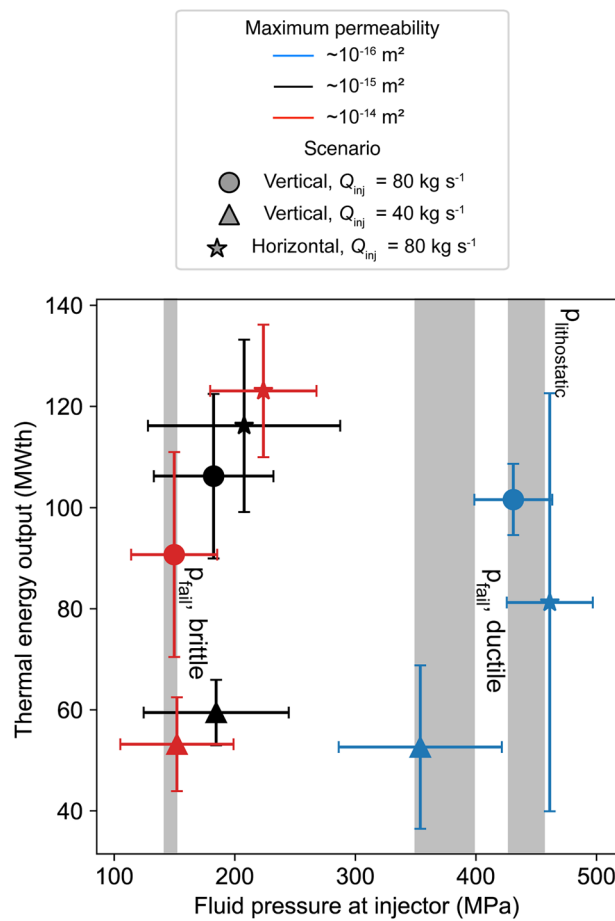 Maximum permeability
~10⁻¹⁶ m²
~10⁻¹⁵ m²
~10⁻¹⁴ m²
Scenario
Vertical, Qinj = 80 kg s⁻¹
Vertical, Qinj = 40 kg s⁻¹
Horizontal, Qinj = 80 kg s⁻¹
140
120
100
80
60
40
Thermal energy output (MWth)
pfail, brittle
pfail, ductile
plithostatic
100
200
300
400
500
Fluid pressure at injector (MPa)